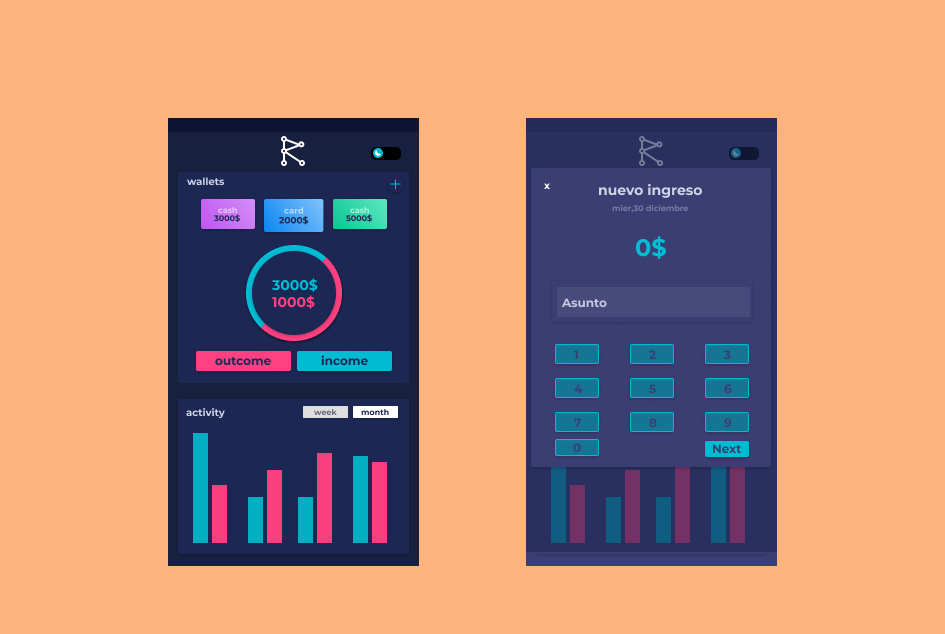 wallets
cash
3000$
card
2000$
cash
5000$
3000$
1000$
outcome
income
activity
week
month
x
nuevo ingreso
mier,30 diciembre
0$
Asunto
1
2
3
4
5
6
7
8
9
0
Next